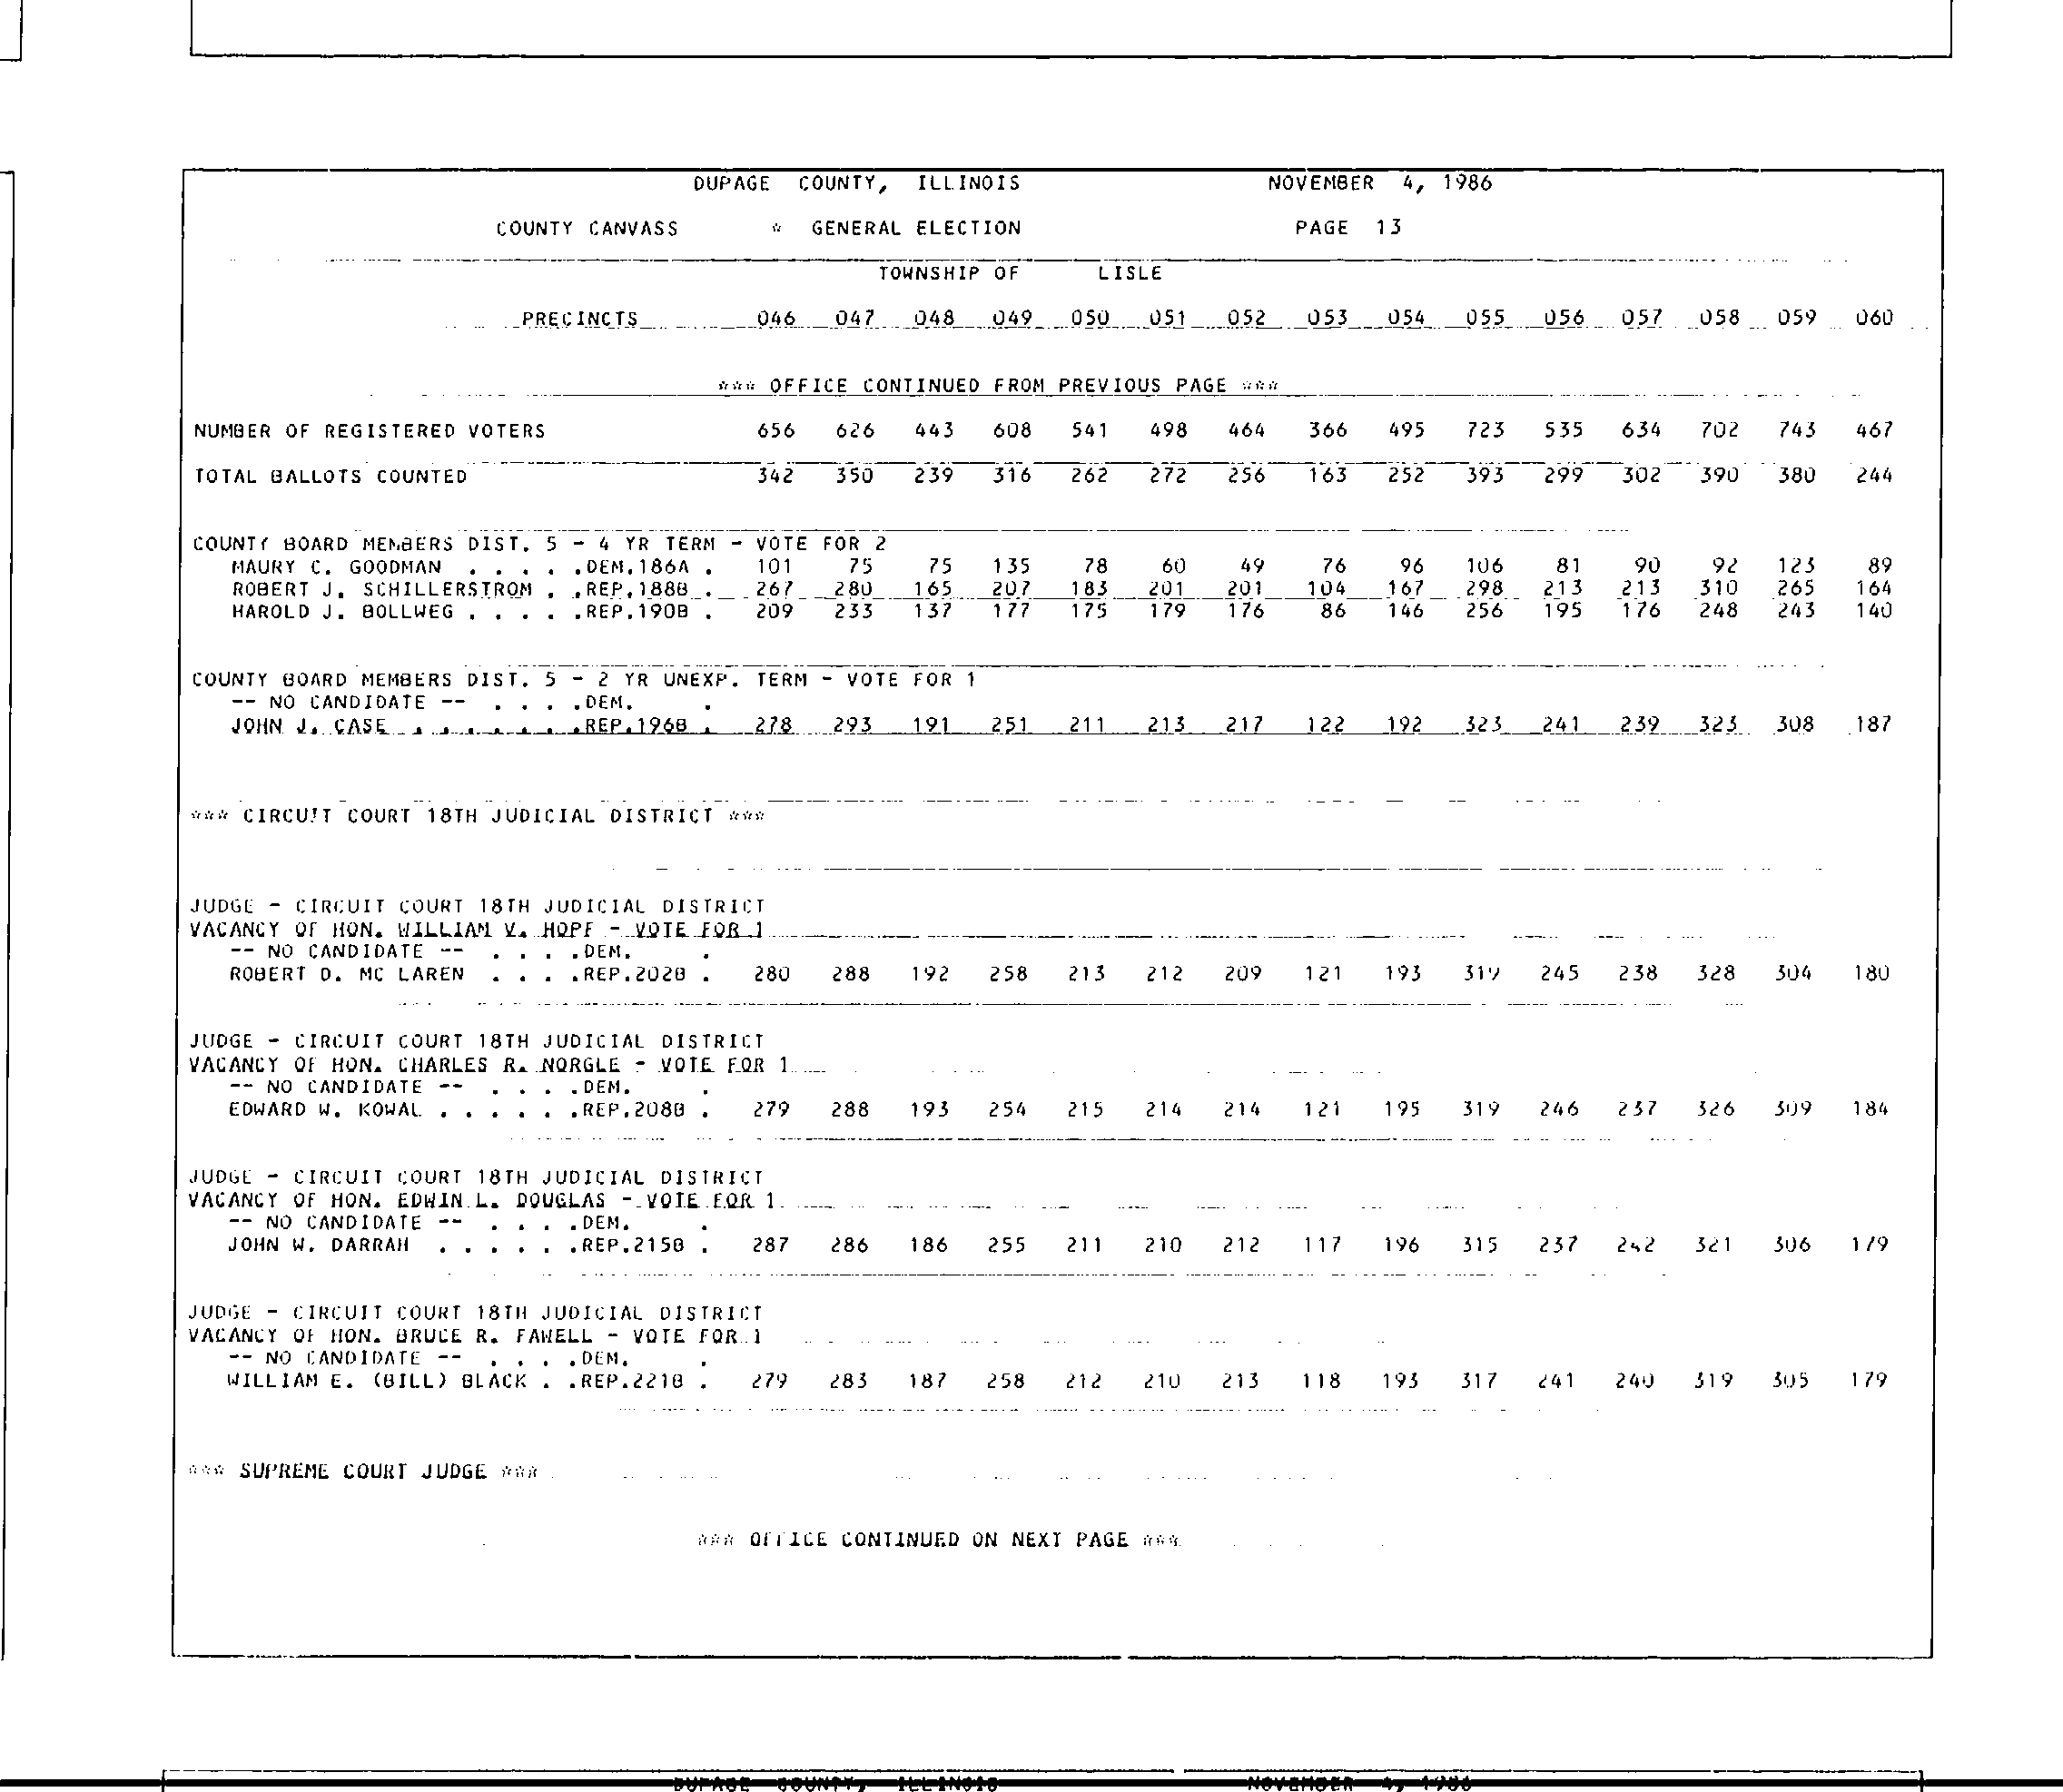 DUPAGE COUNTY, ILLINOIS NOVEMBER 4, 1986
COUNTY CANVASS * GENERAL ELECTION PAGE 13
TOWNSHIP OF LISLE
PRECINCTS 046 047 048 049 050 051 052 053 054 055 056 057 058 059 060
*** OFFICE CONTINUED FROM PREVIOUS PAGE ***
NUMBER OF REGISTERED VOTERS 656 626 443 608 541 498 464 366 495 723 535 634 702 743 467
TOTAL BALLOTS COUNTED 342 350 239 316 262 272 256 163 252 393 299 302 390 380 244
COUNTY BOARD MEMBERS DIST. 5 - 4 YR TERM - VOTE FOR 2
MAURY C. GOODMAN . . . . .DEM.186A . 101 75 75 135 78 60 49 76 96 106 81 90 92 123 89
ROBERT J. SCHILLERSTROM . .REP.188B . 267 280 165 207 183 201 201 104 167 298 213 213 310 265 164
HAROLD J. BOLLWEG . . . . .REP.190B . 209 233 137 177 175 179 176 86 146 256 195 176 248 243 140
COUNTY BOARD MEMBERS DIST. 5 - 2 YR UNEXP. TERM - VOTE FOR 1
-- NO CANDIDATE -- . . . .DEM. .
JOHN J. CASE . . . . . . .REP.196B . 278 293 191 251 211 213 217 122 192 323 241 239 323 308 187
*** CIRCUIT COURT 18TH JUDICIAL DISTRICT ***
JUDGE - CIRCUIT COURT 18TH JUDICIAL DISTRICT
VACANCY OF HON. WILLIAM V. HOPF - VOTE FOR 1
-- NO CANDIDATE -- . . . .DEM. .
ROBERT D. MC LAREN . . . .REP.202B . 280 288 192 258 213 212 209 121 193 319 245 238 328 304 180
JUDGE - CIRCUIT COURT 18TH JUDICIAL DISTRICT
VACANCY OF HON. CHARLES R. NORGLE - VOTE FOR 1
-- NO CANDIDATE -- . . . .DEM. .
EDWARD W. KOWAL . . . . . .REP.208B . 279 288 193 254 215 214 214 121 195 319 246 237 326 309 184
JUDGE - CIRCUIT COURT 18TH JUDICIAL DISTRICT
VACANCY OF HON. EDWIN L. DOUGLAS - VOTE FOR 1
-- NO CANDIDATE -- . . . .DEM. .
JOHN W. DARRAH . . . . . .REP.215B . 287 286 186 255 211 210 212 117 196 315 237 242 321 306 179
JUDGE - CIRCUIT COURT 18TH JUDICIAL DISTRICT
VACANCY OF HON. BRUCE R. FAWELL - VOTE FOR 1
-- NO CANDIDATE -- . . . .DEM. .
WILLIAM E. (BILL) BLACK . .REP.221B . 279 283 187 258 212 210 213 118 193 317 241 240 319 305 179
*** SUPREME COURT JUDGE ***
*** OFFICE CONTINUED ON NEXT PAGE ***
DUPAGE COUNTY, ILLINOIS NOVEMBER 4, 1986